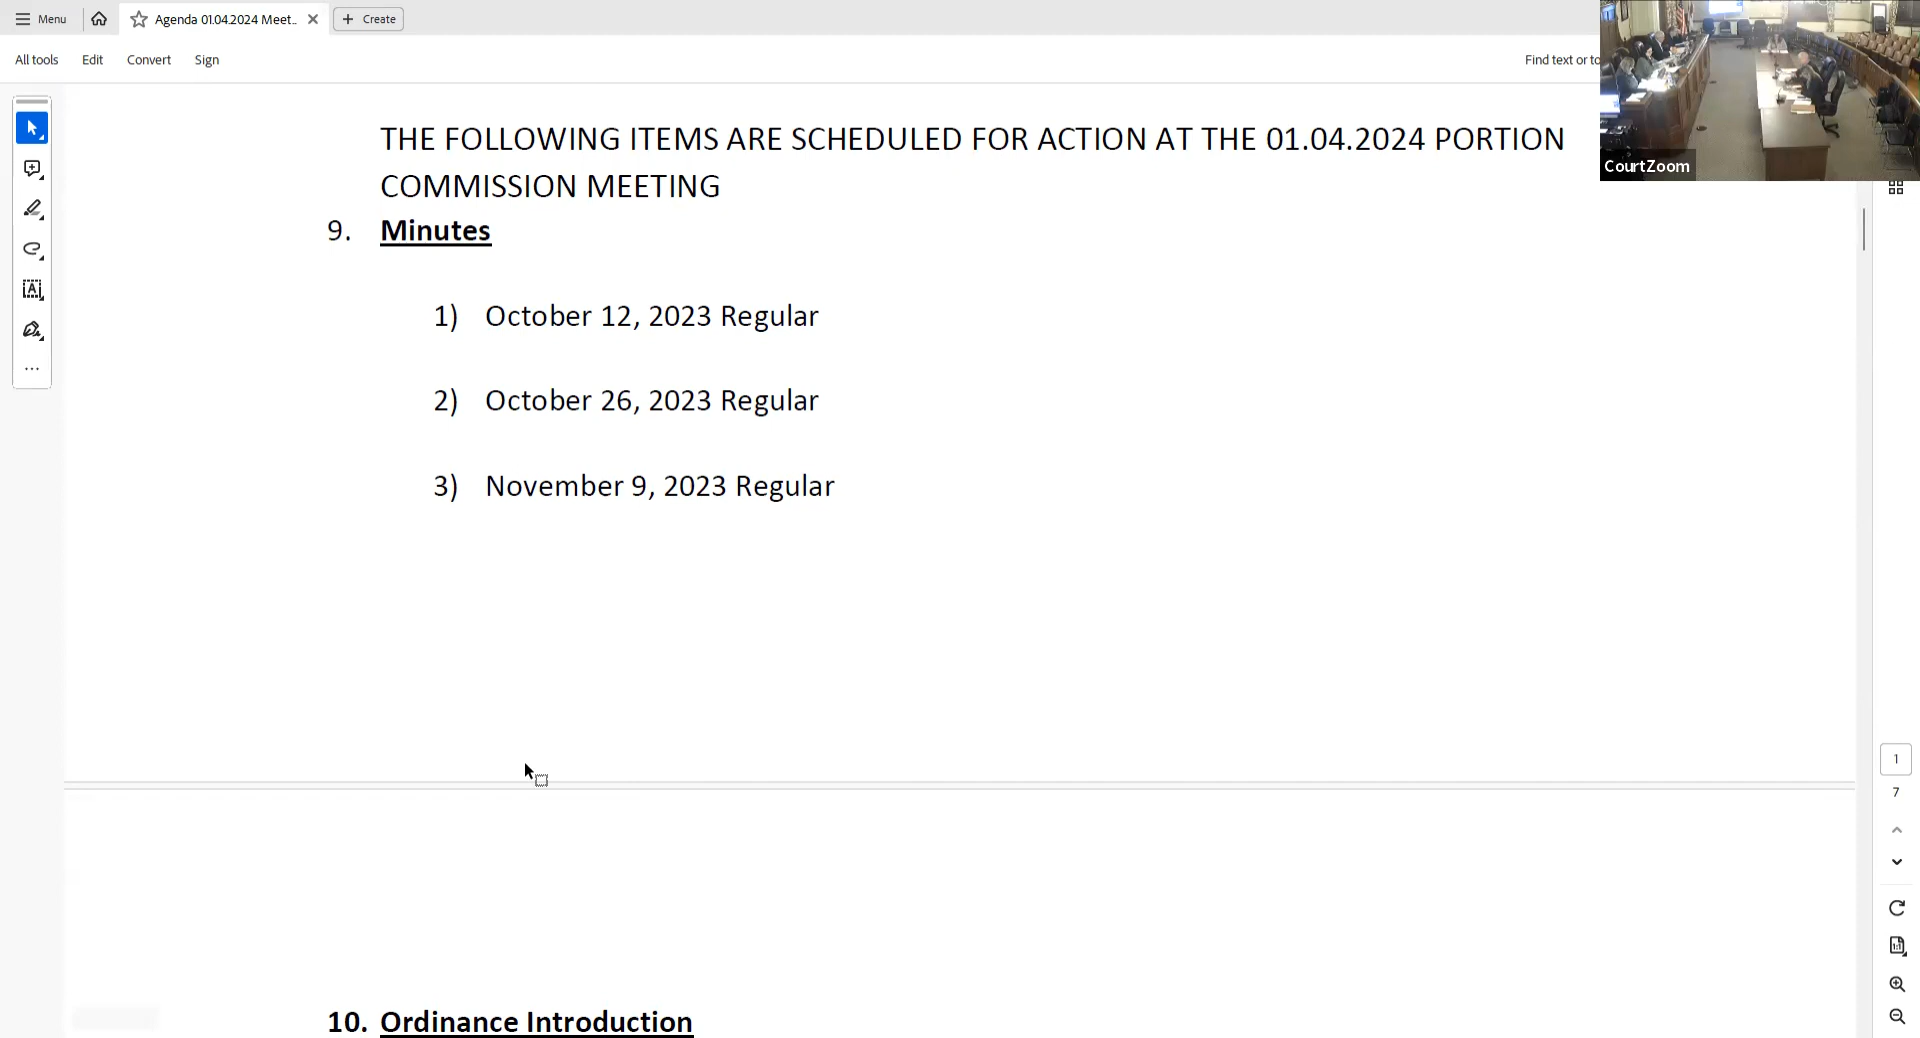 Menu
Agenda 01.04.2024 Meet..
Create
All tools
Edit
Convert
Sign
Find text or to
CourtZoom
THE FOLLOWING ITEMS ARE SCHEDULED FOR ACTION AT THE 01.04.2024 PORTION
COMMISSION MEETING
9. Minutes
1) October 12, 2023 Regular
2) October 26, 2023 Regular
3) November 9, 2023 Regular
1
7
10. Ordinance Introduction